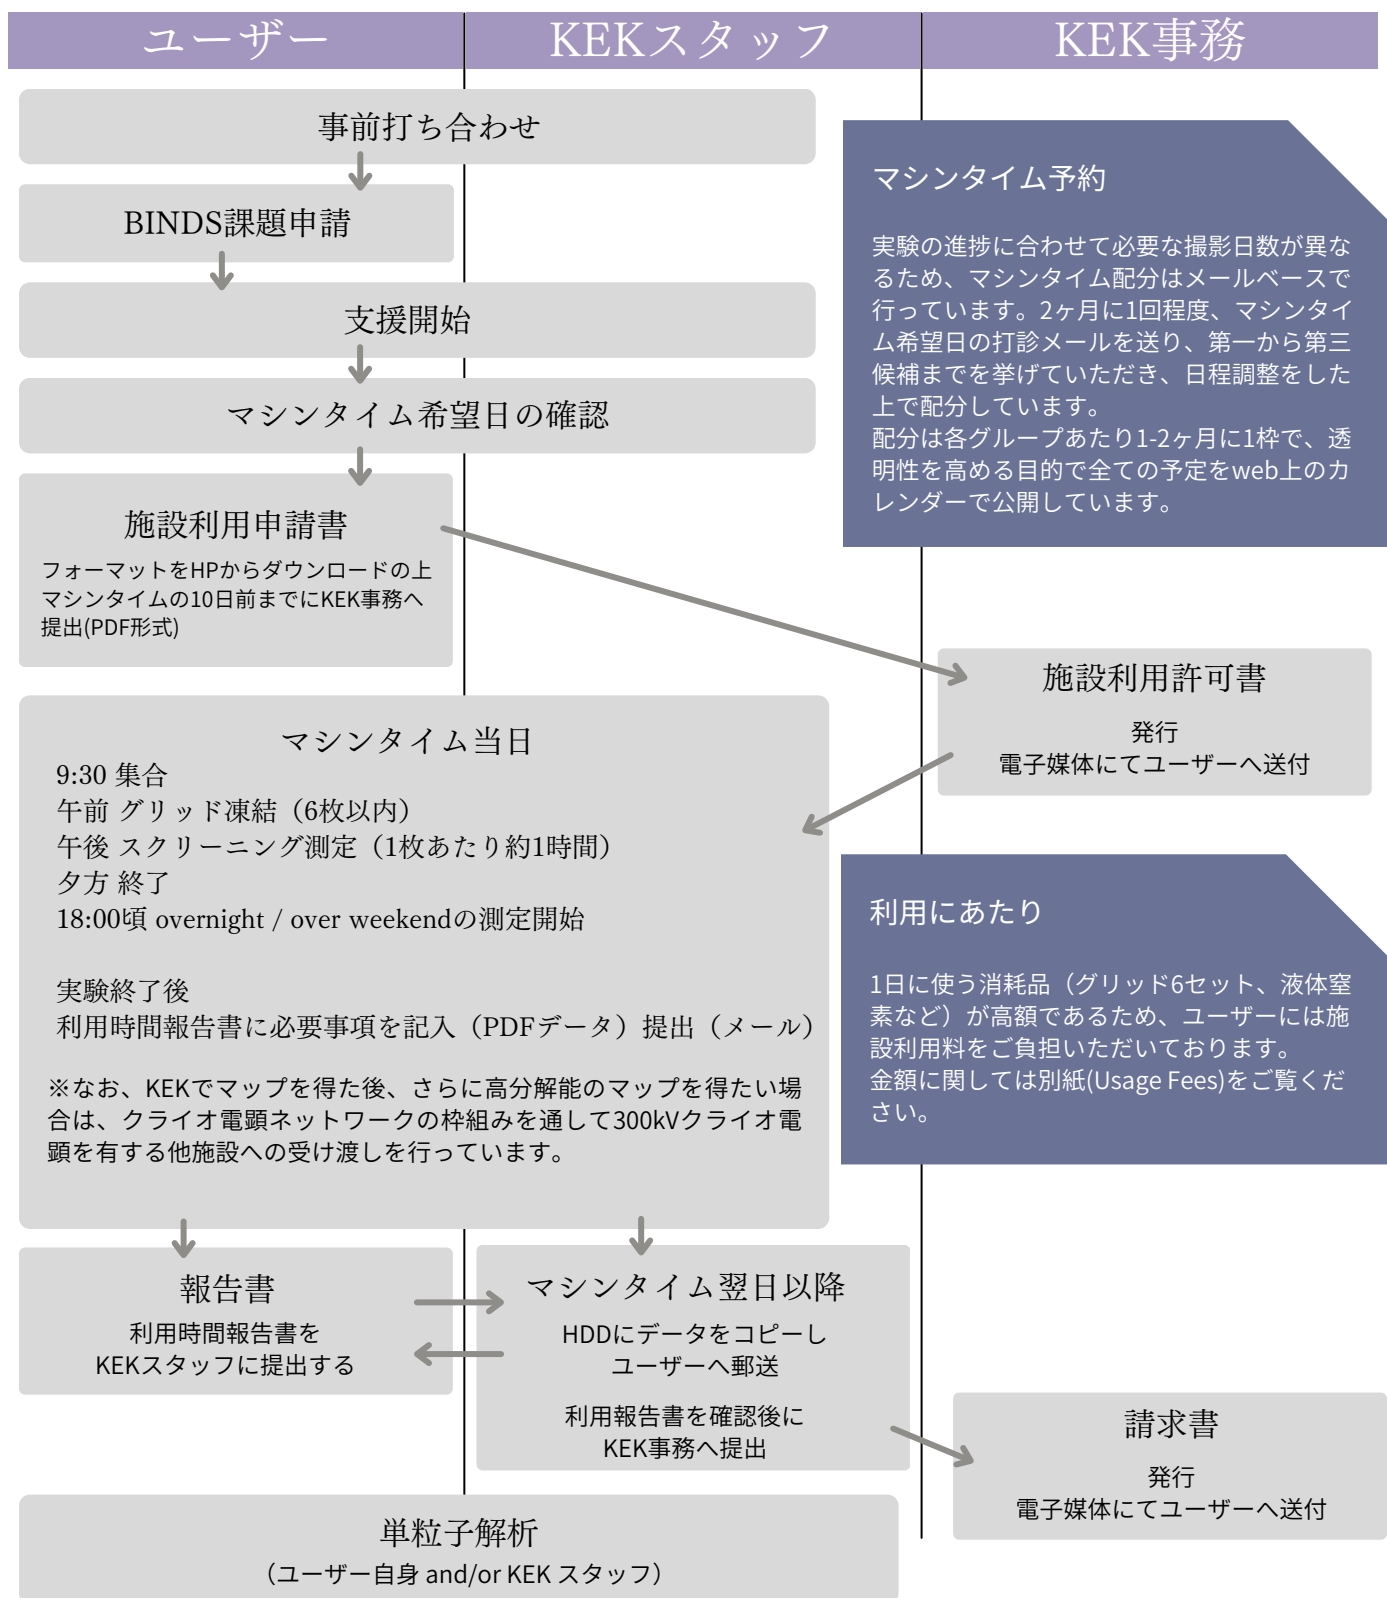 ユーザー
KEKスタッフ
KEK事務
事前打ち合わせ
BINDS課題申請
支援開始
マシンタイム希望日の確認
マシンタイム予約
実験の進捗に合わせて必要な撮影日数が異な
るため、マシンタイム配分はメールベースで
行っています。2ヶ月に1回程度、マシンタイ
ム希望日の打診メールを送り、第一から第三
候補までを挙げていただき、日程調整をした
上で配分しています。
配分は各グループあたり1-2ヶ月に1枠で、透
明性を高める目的で全ての予定をweb上のカ
レンダーで公開しています。
施設利用申請書
フォーマットをHPからダウンロードの上
マシンタイムの10日前までにKEK事務へ
提出(PDF形式)
施設利用許可書
発行
電子媒体にてユーザーへ送付
マシンタイム当日
9:30 集合
午前 グリッド凍結（6枚以内）
午後 スクリーニング測定（1枚あたり約1時間）
夕方 終了
18:00頃 overnight / over weekendの測定開始
実験終了後
利用時間報告書に必要事項を記入（PDFデータ）提出（メール）
※なお、KEKでマップを得た後、さらに高分解能のマップを得たい場
合は、クライオ電顕ネットワークの枠組みを通して300kVクライオ電
顕を有する他施設への受け渡しを行っています。
利用にあたり
1日に使う消耗品（グリッド6セット、液体窒
素など）が高額であるため、ユーザーには施
設利用料をご負担いただいております。
金額に関しては別紙(Usage Fees)をご覧くだ
さい。
報告書
利用時間報告書を
KEKスタッフに提出する
マシンタイム翌日以降
HDDにデータをコピーし
ユーザーへ郵送
利用報告書を確認後に
KEK事務へ提出
請求書
発行
電子媒体にてユーザーへ送付
単粒子解析
（ユーザー自身 and/or KEK スタッフ）